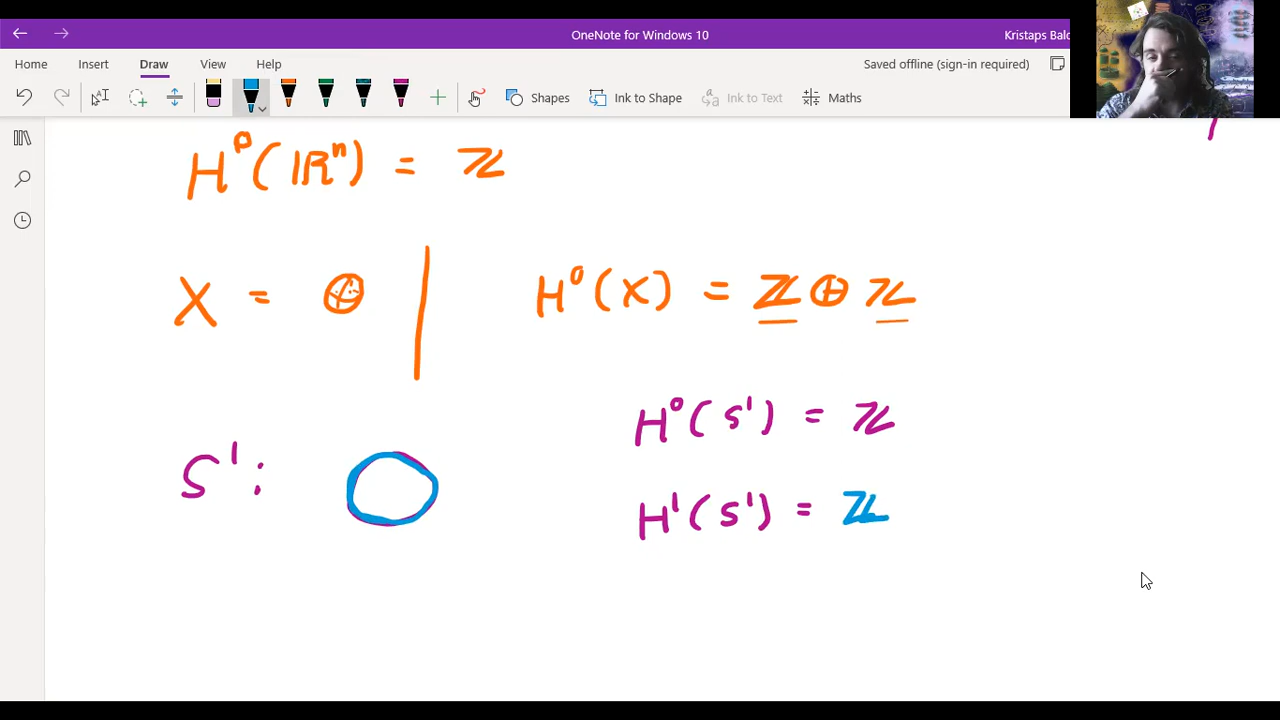 OneNote for Windows 10
Kristaps Balo
Home Insert Draw View Help
Saved offline (sign-in required)
Shapes Ink to Shape Ink to Text Maths
H⁰(ℝⁿ) = ℤ
X = H⁰(X) = ℤ ⊕ ℤ
H⁰(S¹) = ℤ
S¹:
H¹(S¹) = ℤ